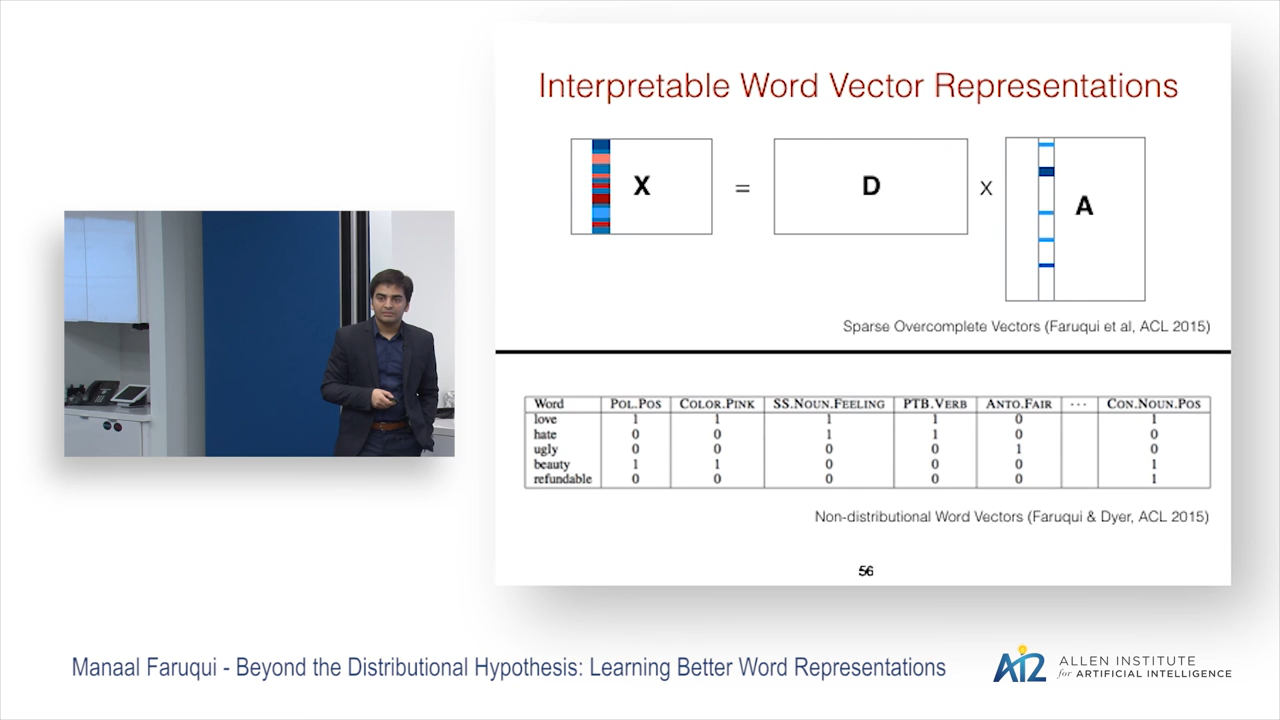 Interpretable Word Vector Representations
X = D x A
Sparse Overcomplete Vectors (Faruqui et al, ACL 2015)
Word POL.POS COLOR.PINK SS.NOUN.FEELING PTB.VERB ANTO.FAIR ··· CON.NOUN.POS
love 1 1 1 1 0 1
hate 0 0 1 1 0 0
ugly 0 0 0 0 1 0
beauty 1 1 0 0 0 1
refundable 0 0 0 0 0 1
Non-distributional Word Vectors (Faruqui & Dyer, ACL 2015)
56
Manaal Faruqui - Beyond the Distributional Hypothesis: Learning Better Word Representations
AI2
ALLEN INSTITUTE
for ARTIFICIAL INTELLIGENCE